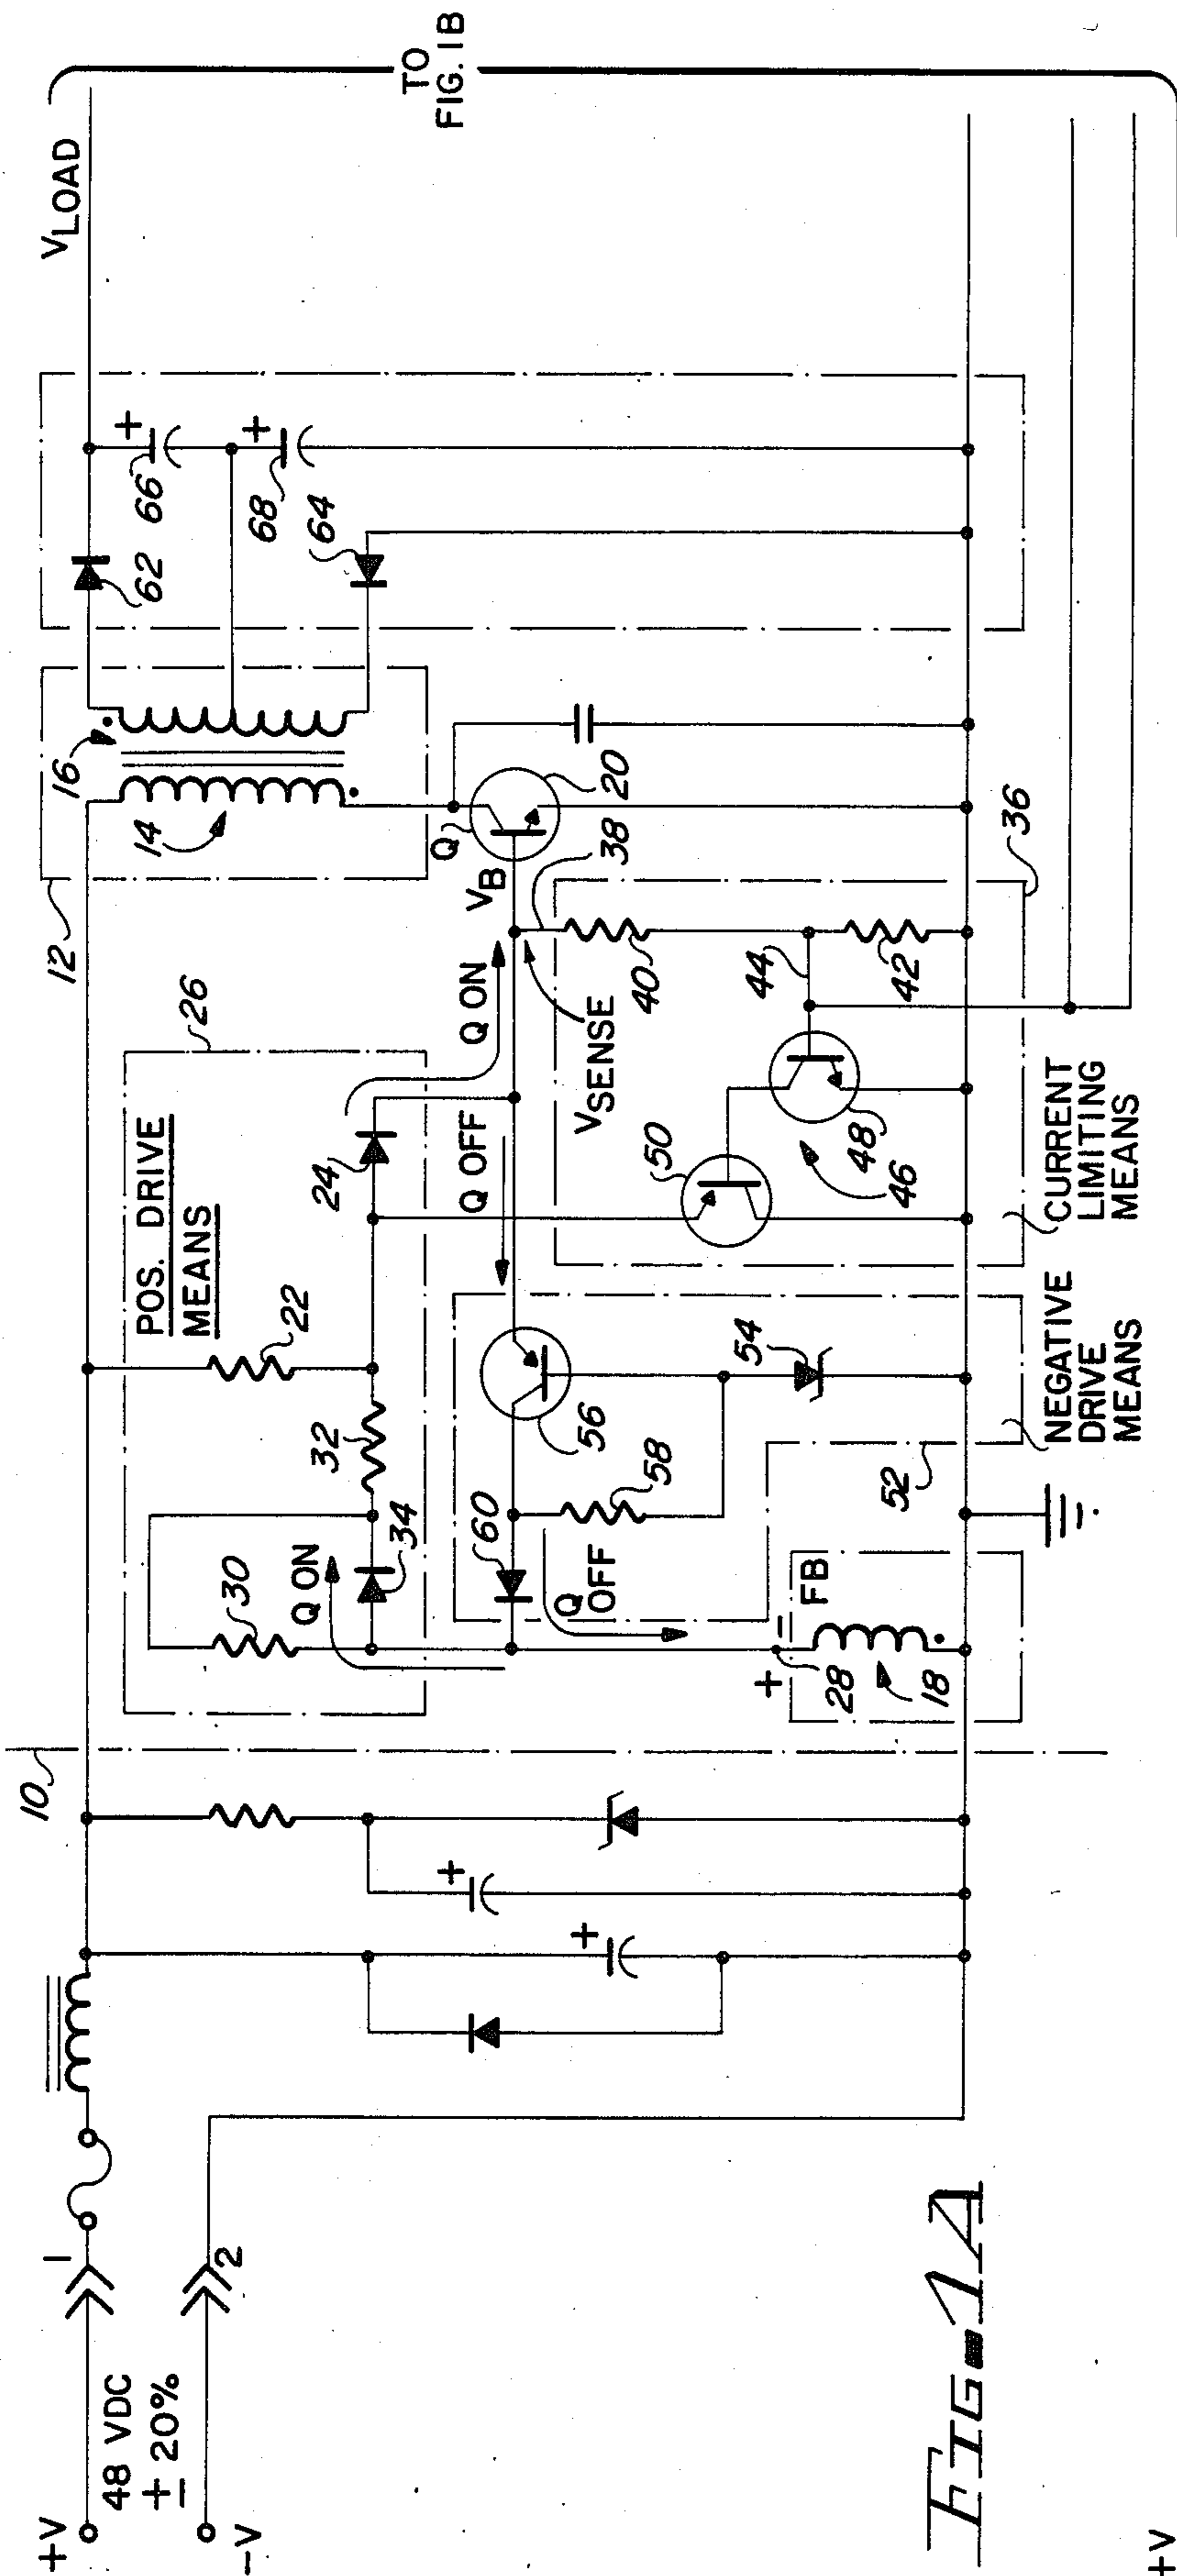 +V
48 VDC
± 20%
-V
1
2
10
12
14
16
POS. DRIVE
MEANS
26
22
24
30
32
34
Q ON
Q ON
Q OFF
Q
OFF
VB
Q
20
VSENSE
38
40
42
44
46
48
50
36
CURRENT
LIMITING
MEANS
56
58
60
54
52
NEGATIVE
DRIVE
MEANS
+
-
FB
28
18
62
64
66
68
+
+
+
+
VLOAD
TO
FIG. 1B
FIG-1A
+V